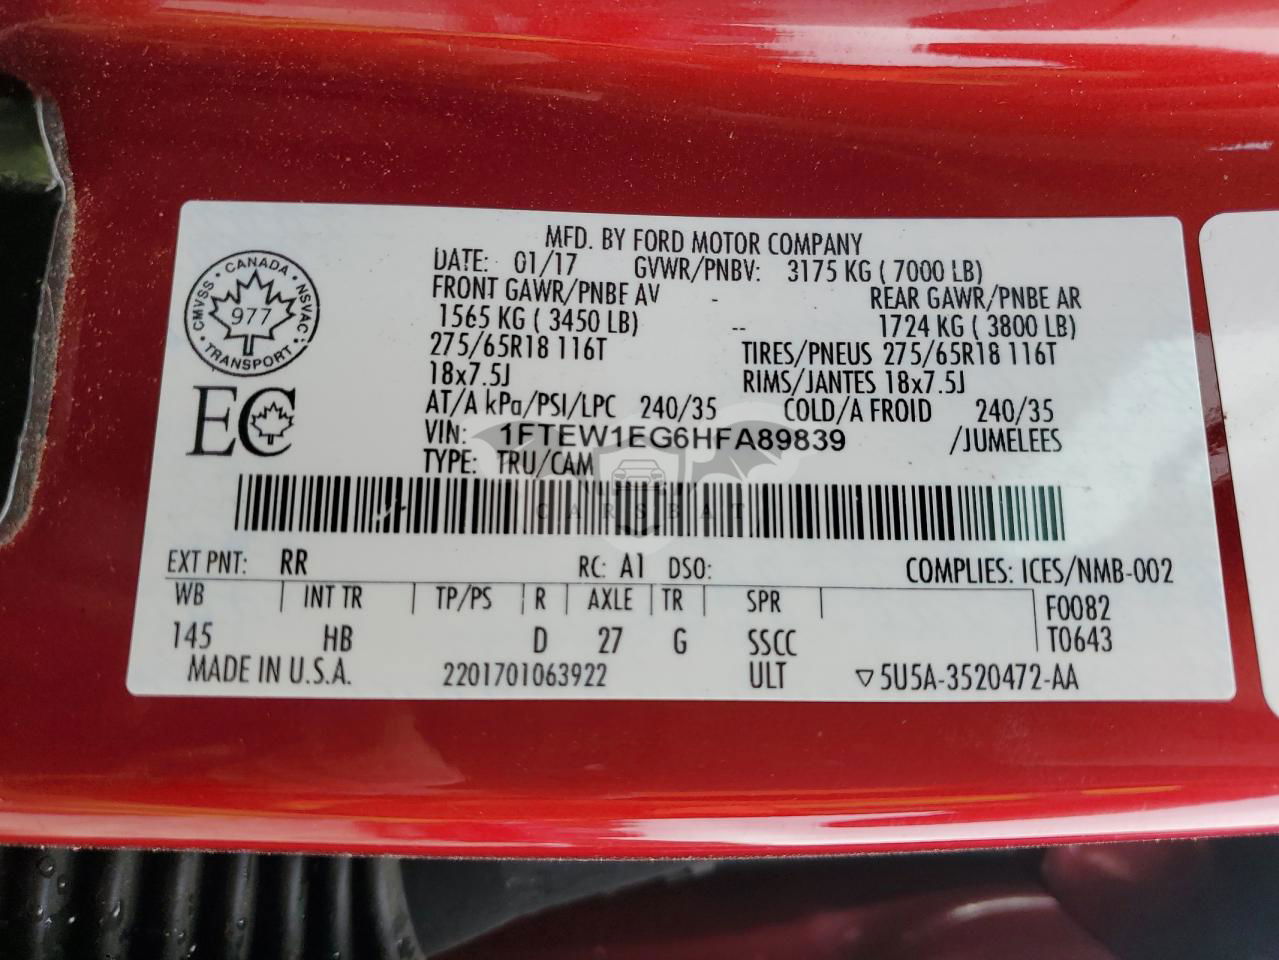 MFD. BY FORD MOTOR COMPANY
DATE: 01/17 GVWR/PNBV: 3175 KG ( 7000 LB)
FRONT GAWR/PNBE AV - REAR GAWR/PNBE AR
1565 KG ( 3450 LB) -- 1724 KG ( 3800 LB)
275/65R18 116T TIRES/PNEUS 275/65R18 116T
18x7.5J RIMS/JANTES 18x7.5J
AT/A kPa/PSI/LPC 240/35 COLD/A FROID 240/35
VIN: 1FTEW1EG6HFA89839 /JUMELEES
TYPE: TRU/CAM
CANADA
CMVSS NSVAC
977
TRANSPORT
EC
CARSBAT
EXT PNT: RR RC: A1 DSO: COMPLIES: ICES/NMB-002
WB INT TR TP/PS R AXLE TR SPR F0082
145 HB D 27 G SSCC T0643
MADE IN U.S.A. 2201701063922 ULT ▽5U5A-3520472-AA